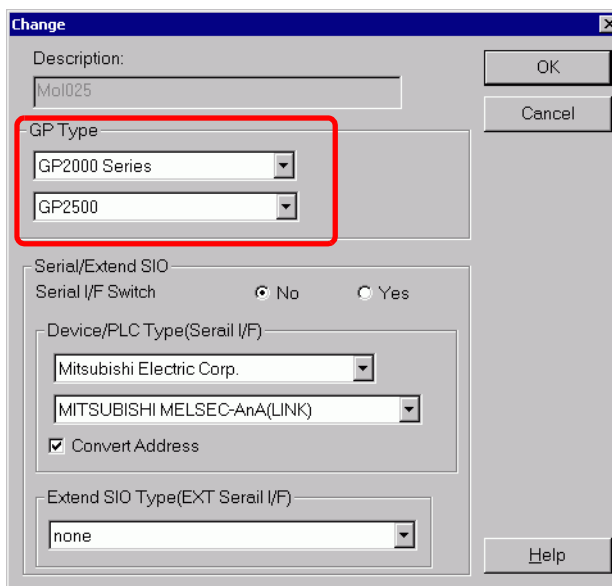 Change
Description:
Mol025
OK
Cancel
GP Type
GP2000 Series
GP2500
Serial/Extend SIO
Serial I/F Switch No Yes
Device/PLC Type(Serail I/F)
Mitsubishi Electric Corp.
MITSUBISHI MELSEC-AnA(LINK)
Convert Address
Extend SIO Type(EXT Serail I/F)
none
Help